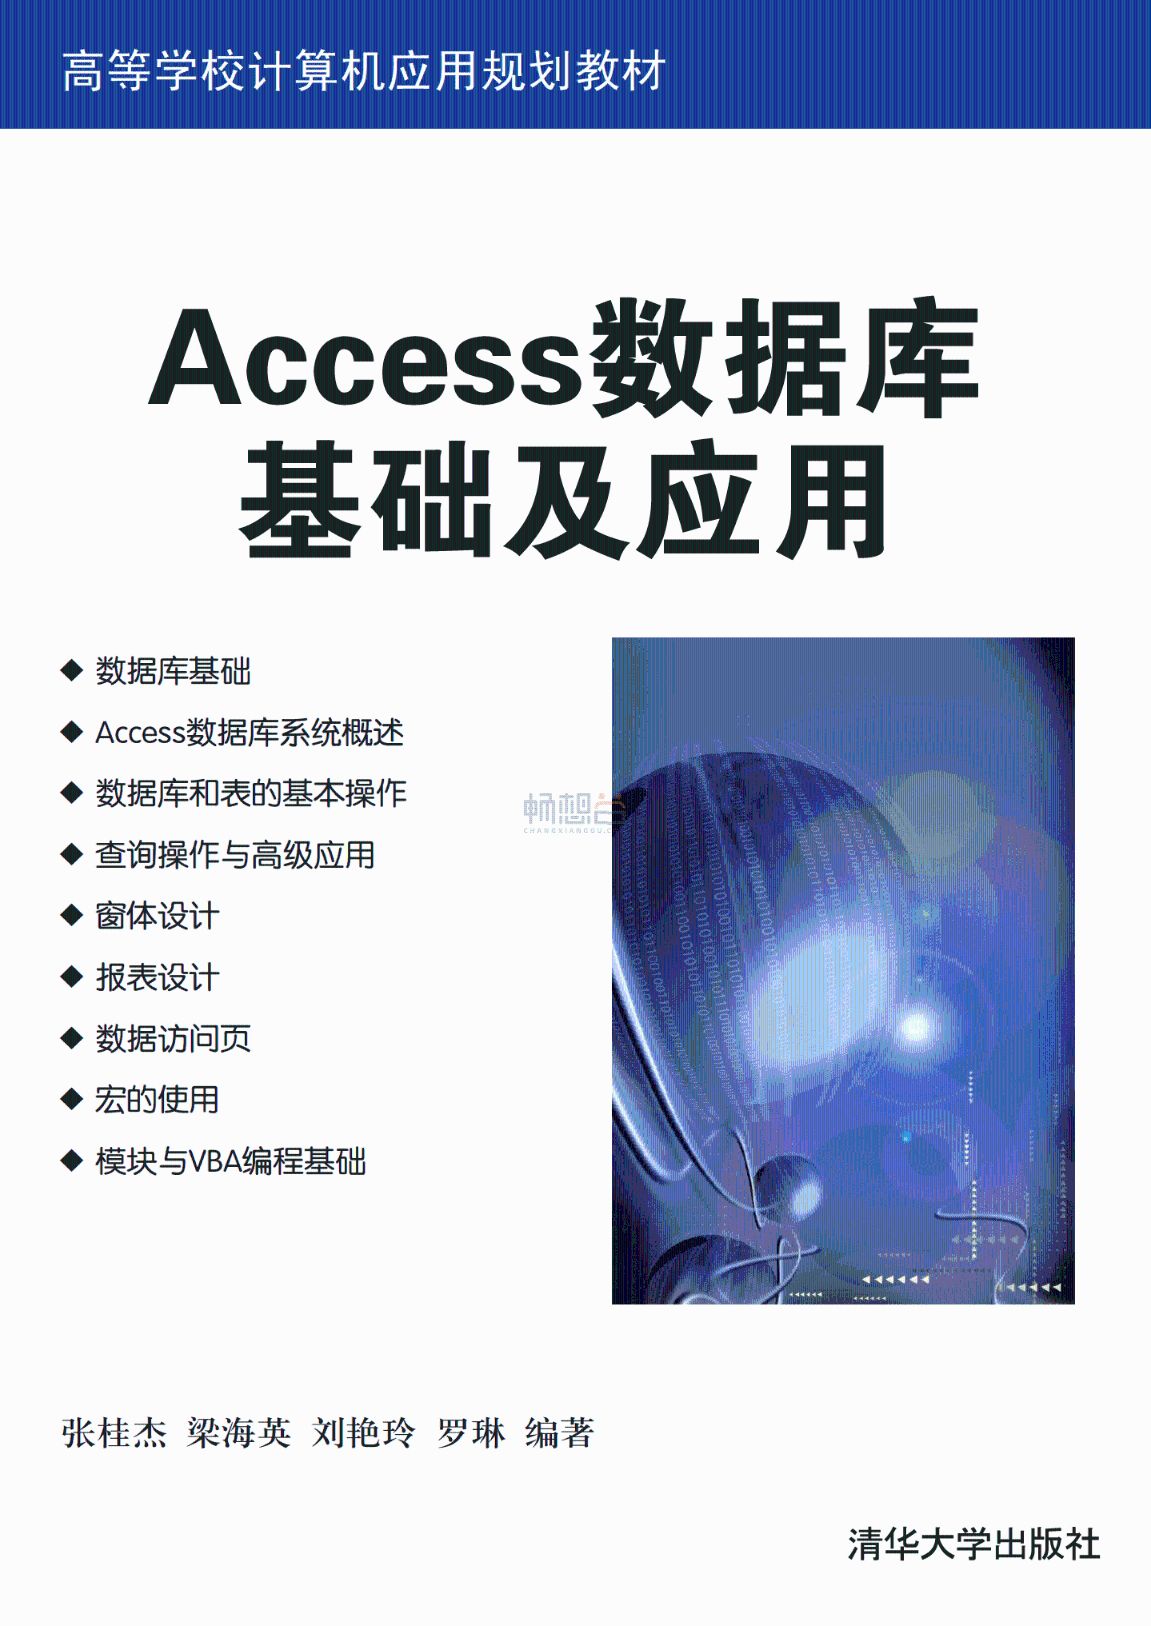 高等学校计算机应用规划教材
Access数据库
基础及应用
◆ 数据库基础
◆ Access数据库系统概述
◆ 数据库和表的基本操作
◆ 查询操作与高级应用
◆ 窗体设计
◆ 报表设计
◆ 数据访问页
◆ 宏的使用
◆ 模块与VBA编程基础
畅想谷
张桂杰 梁海英 刘艳玲 罗琳 编著
清华大学出版社